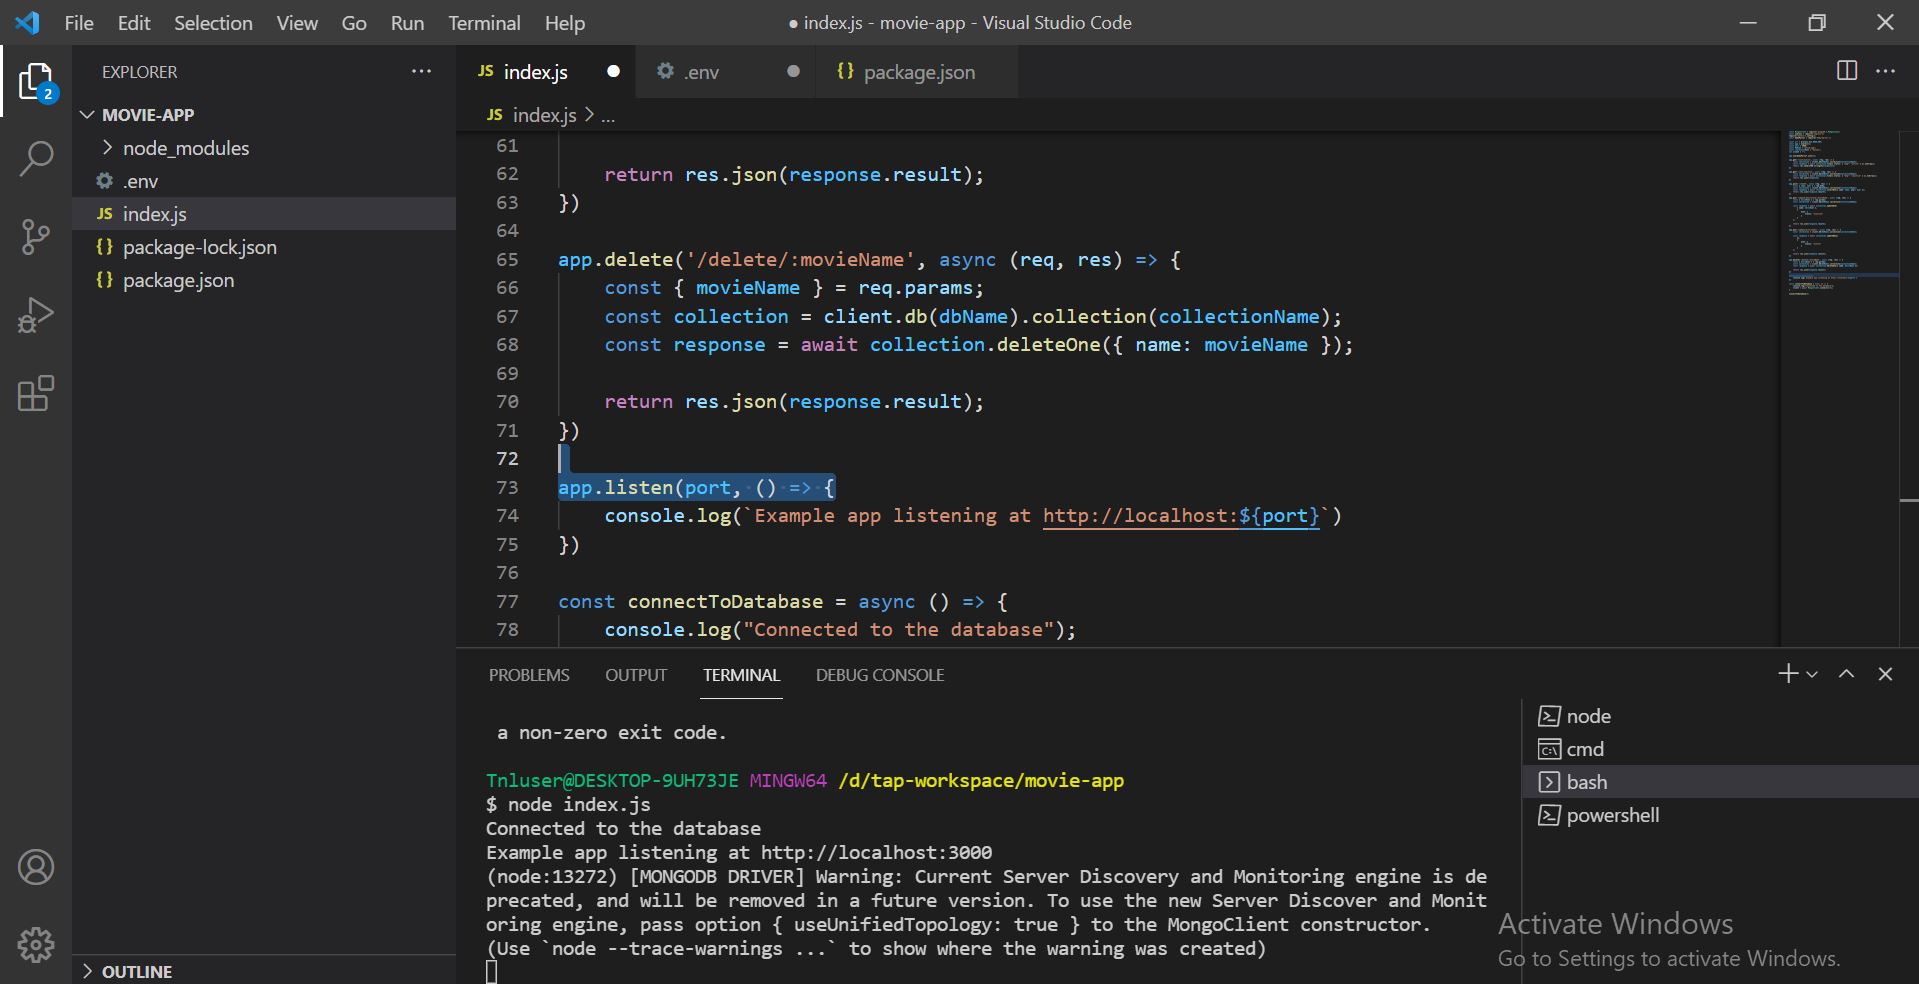 File Edit Selection View Go Run Terminal Help
● index.js - movie-app - Visual Studio Code
EXPLORER
MOVIE-APP
node_modules
.env
JS index.js
{} package-lock.json
{} package.json
OUTLINE
2
JS index.js
.env
{} package.json
JS index.js > ...
61
62 return res.json(response.result);
63 })
64
65 app.delete('/delete/:movieName', async (req, res) => {
66 const { movieName } = req.params;
67 const collection = client.db(dbName).collection(collectionName);
68 const response = await collection.deleteOne({ name: movieName });
69
70 return res.json(response.result);
71 })
72
73 app.listen(port, () => {
74 console.log(`Example app listening at http://localhost:${port}`)
75 })
76
77 const connectToDatabase = async () => {
78 console.log("Connected to the database");
PROBLEMS OUTPUT TERMINAL DEBUG CONSOLE
a non-zero exit code.
Tnluser@DESKTOP-9UH73JE MINGW64 /d/tap-workspace/movie-app
$ node index.js
Connected to the database
Example app listening at http://localhost:3000
(node:13272) [MONGODB DRIVER] Warning: Current Server Discovery and Monitoring engine is de
precated, and will be removed in a future version. To use the new Server Discover and Monit
oring engine, pass option { useUnifiedTopology: true } to the MongoClient constructor.
(Use `node --trace-warnings ...` to show where the warning was created)
node
cmd
bash
powershell
Activate Windows
Go to Settings to activate Windows.